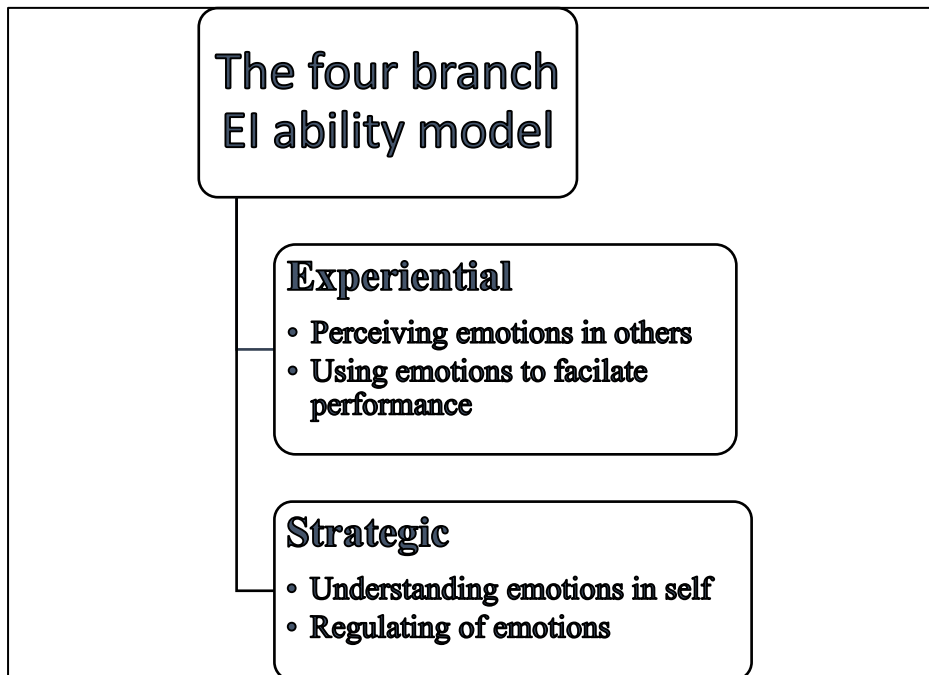 The four branch
EI ability model
Experiential
• Perceiving emotions in others
• Using emotions to facilate
performance
Strategic
• Understanding emotions in self
• Regulating of emotions